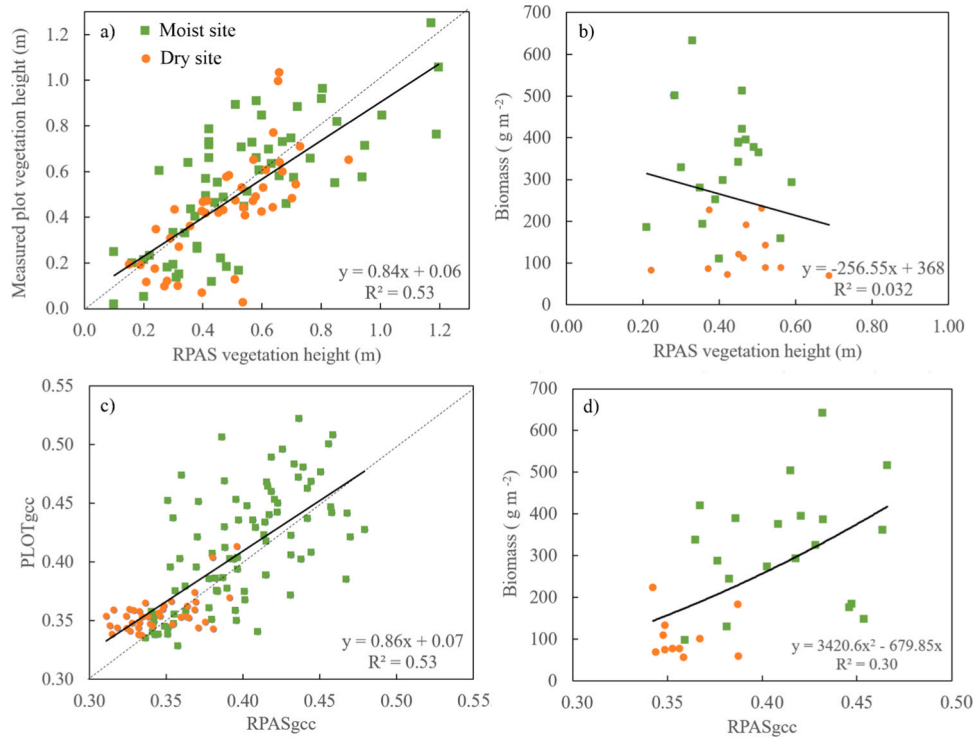 a)
Moist site
Dry site
Measured plot vegetation height (m)
1.2
1.0
0.8
0.6
0.4
0.2
0.0
y = 0.84x + 0.06
R² = 0.53
0.0 0.2 0.4 0.6 0.8 1.0 1.2
RPAS vegetation height (m)
b)
Biomass ( g m -2)
700
600
500
400
300
200
100
0
y = -256.55x + 368
R² = 0.032
0.00 0.20 0.40 0.60 0.80 1.00
RPAS vegetation height (m)
c)
PLOTgcc
0.55
0.50
0.45
0.40
0.35
0.30
y = 0.86x + 0.07
R² = 0.53
0.30 0.35 0.40 0.45 0.50
RPASgcc
d)
Biomass ( g m -2)
700
600
500
400
300
200
100
0
y = 3420.6x² - 679.85x
R² = 0.30
0.30 0.35 0.40 0.45 0.50
RPASgcc